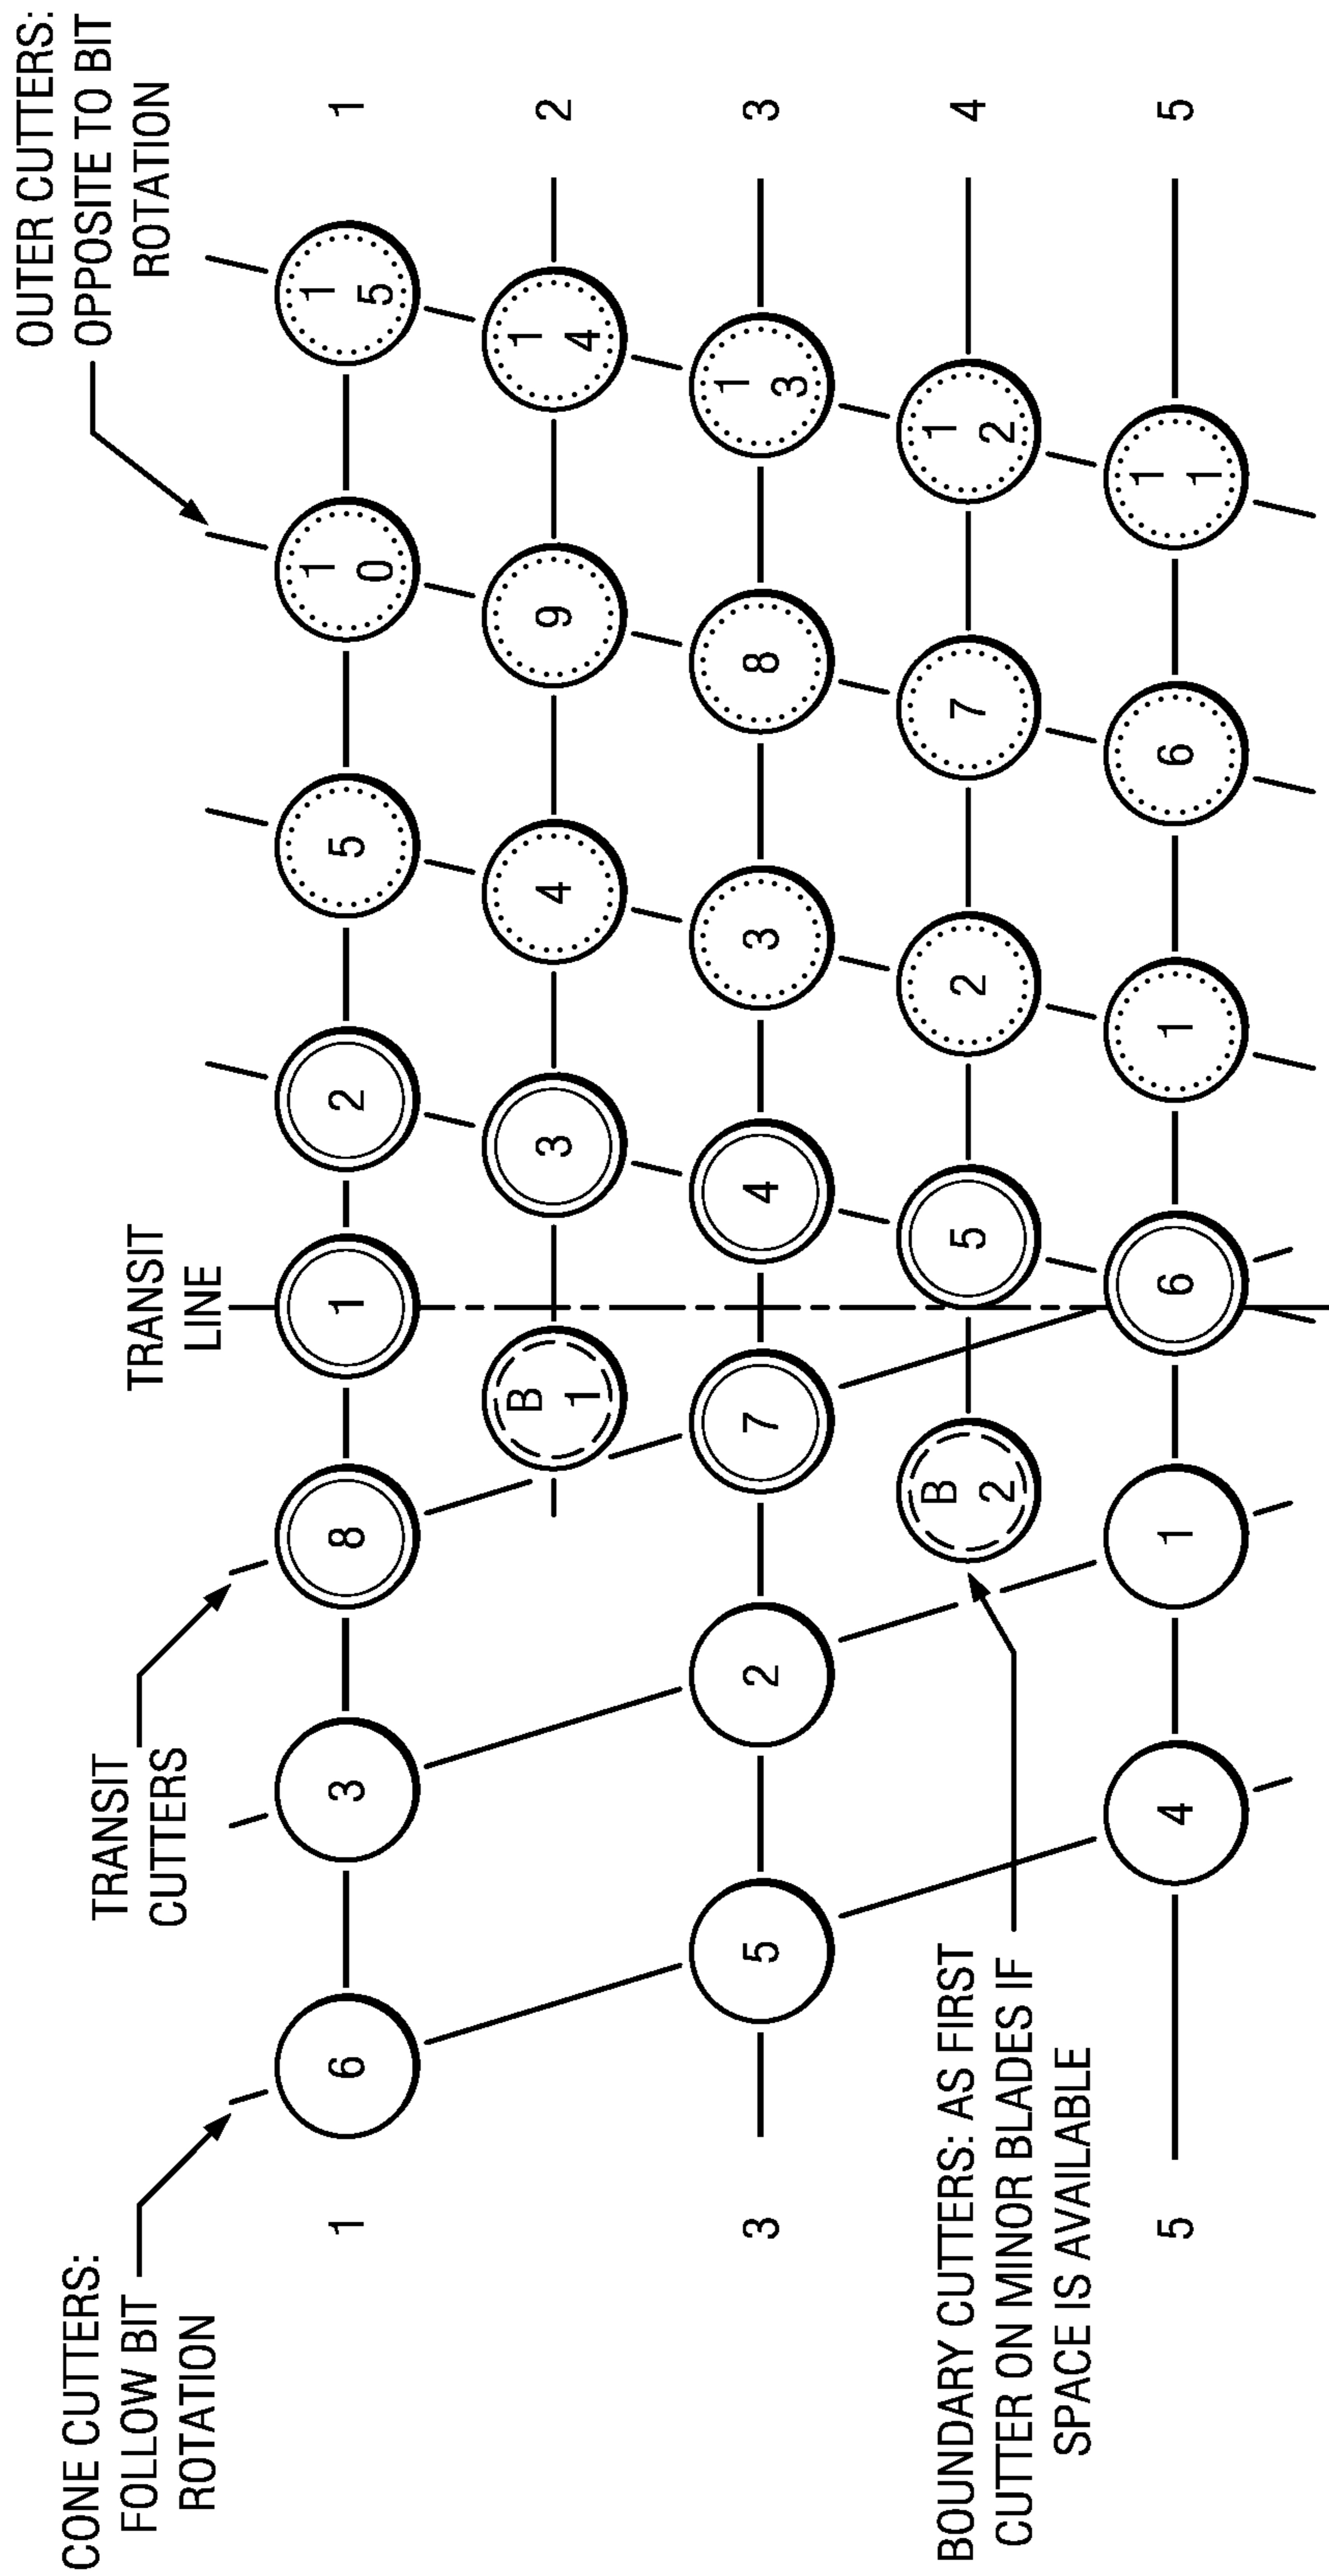 OUTER CUTTERS:
OPPOSITE TO BIT
ROTATION
TRANSIT
LINE
TRANSIT
CUTTERS
CONE CUTTERS:
FOLLOW BIT
ROTATION
1 6 3 8 1 2 5 10 15 1
B1 3 4 9 14 2
3 5 2 7 4 3 8 13 3
B2 5 2 7 12 4
5 4 1 6 1 6 11 5
BOUNDARY CUTTERS: AS FIRST
CUTTER ON MINOR BLADES IF
SPACE IS AVAILABLE